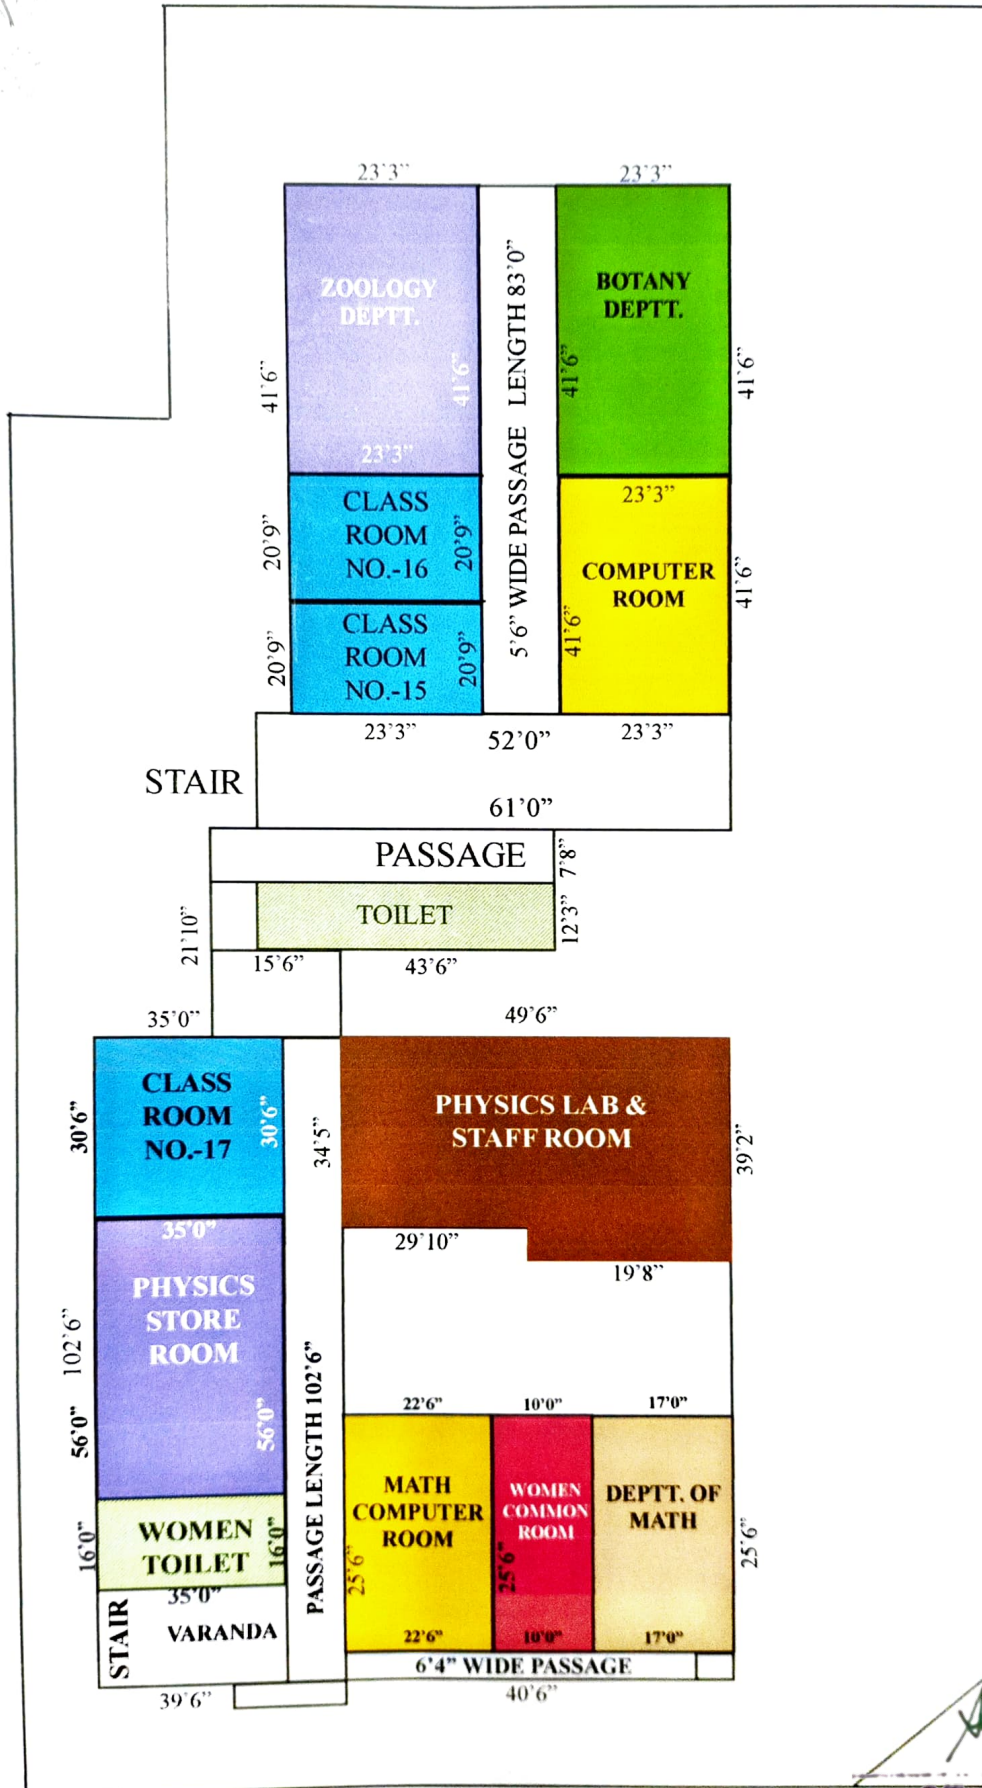 23'3"
23'3"
ZOOLOGY
DEPTT.
BOTANY
DEPTT.
41'6"
41'6"
5'6" WIDE PASSAGE LENGTH 83'0"
41'6"
41'6"
23'3"
CLASS
ROOM
NO.-16
20'9"
20'9"
23'3"
COMPUTER
ROOM
41'6"
41'6"
CLASS
ROOM
NO.-15
20'9"
20'9"
23'3"
52'0"
23'3"
STAIR
61'0"
PASSAGE
7'8"
TOILET
12'3"
21'10"
15'6"
43'6"
35'0"
49'6"
CLASS
ROOM
NO.-17
30'6"
30'6"
34'5"
PHYSICS LAB &
STAFF ROOM
39'2"
35'0"
29'10"
19'8"
PHYSICS
STORE
ROOM
102'6"
56'0"
56'0"
PASSAGE LENGTH 102'6"
22'6"
10'0"
17'0"
MATH
COMPUTER
ROOM
25'6"
WOMEN
COMMON
ROOM
25'6"
DEPTT. OF
MATH
25'6"
WOMEN
TOILET
16'0"
16'0"
35'0"
STAIR
VARANDA
22'6"
10'0"
17'0"
6'4" WIDE PASSAGE
39'6"
40'6"